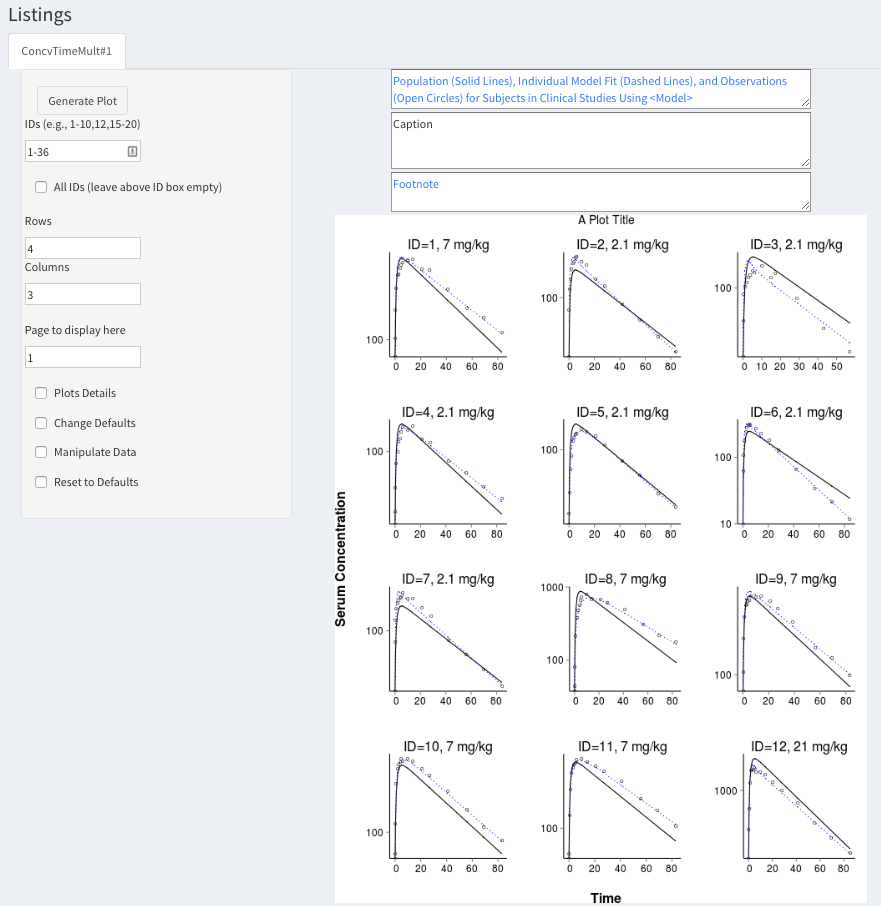 Listings
ConcvTimeMult#1
Generate Plot
IDs (e.g., 1-10,12,15-20)
1-36
All IDs (leave above ID box empty)
Rows
4
Columns
3
Page to display here
1
Plots Details
Change Defaults
Manipulate Data
Reset to Defaults
Population (Solid Lines), Individual Model Fit (Dashed Lines), and Observations
(Open Circles) for Subjects in Clinical Studies Using <Model>
Caption
Footnote
A Plot Title
Serum Concentration
ID=1, 7 mg/kg
100
0 20 40 60 80
ID=2, 2.1 mg/kg
100
0 20 40 60 80
ID=3, 2.1 mg/kg
100
0 10 20 30 40 50
ID=4, 2.1 mg/kg
100
0 20 40 60 80
ID=5, 2.1 mg/kg
100
0 20 40 60 80
ID=6, 2.1 mg/kg
100
10
0 20 40 60 80
ID=7, 2.1 mg/kg
100
0 20 40 60 80
ID=8, 7 mg/kg
1000
100
0 20 40 60 80
ID=9, 7 mg/kg
100
0 20 40 60 80
ID=10, 7 mg/kg
100
0 20 40 60 80
ID=11, 7 mg/kg
100
0 20 40 60 80
ID=12, 21 mg/kg
1000
0 20 40 60 80
Time